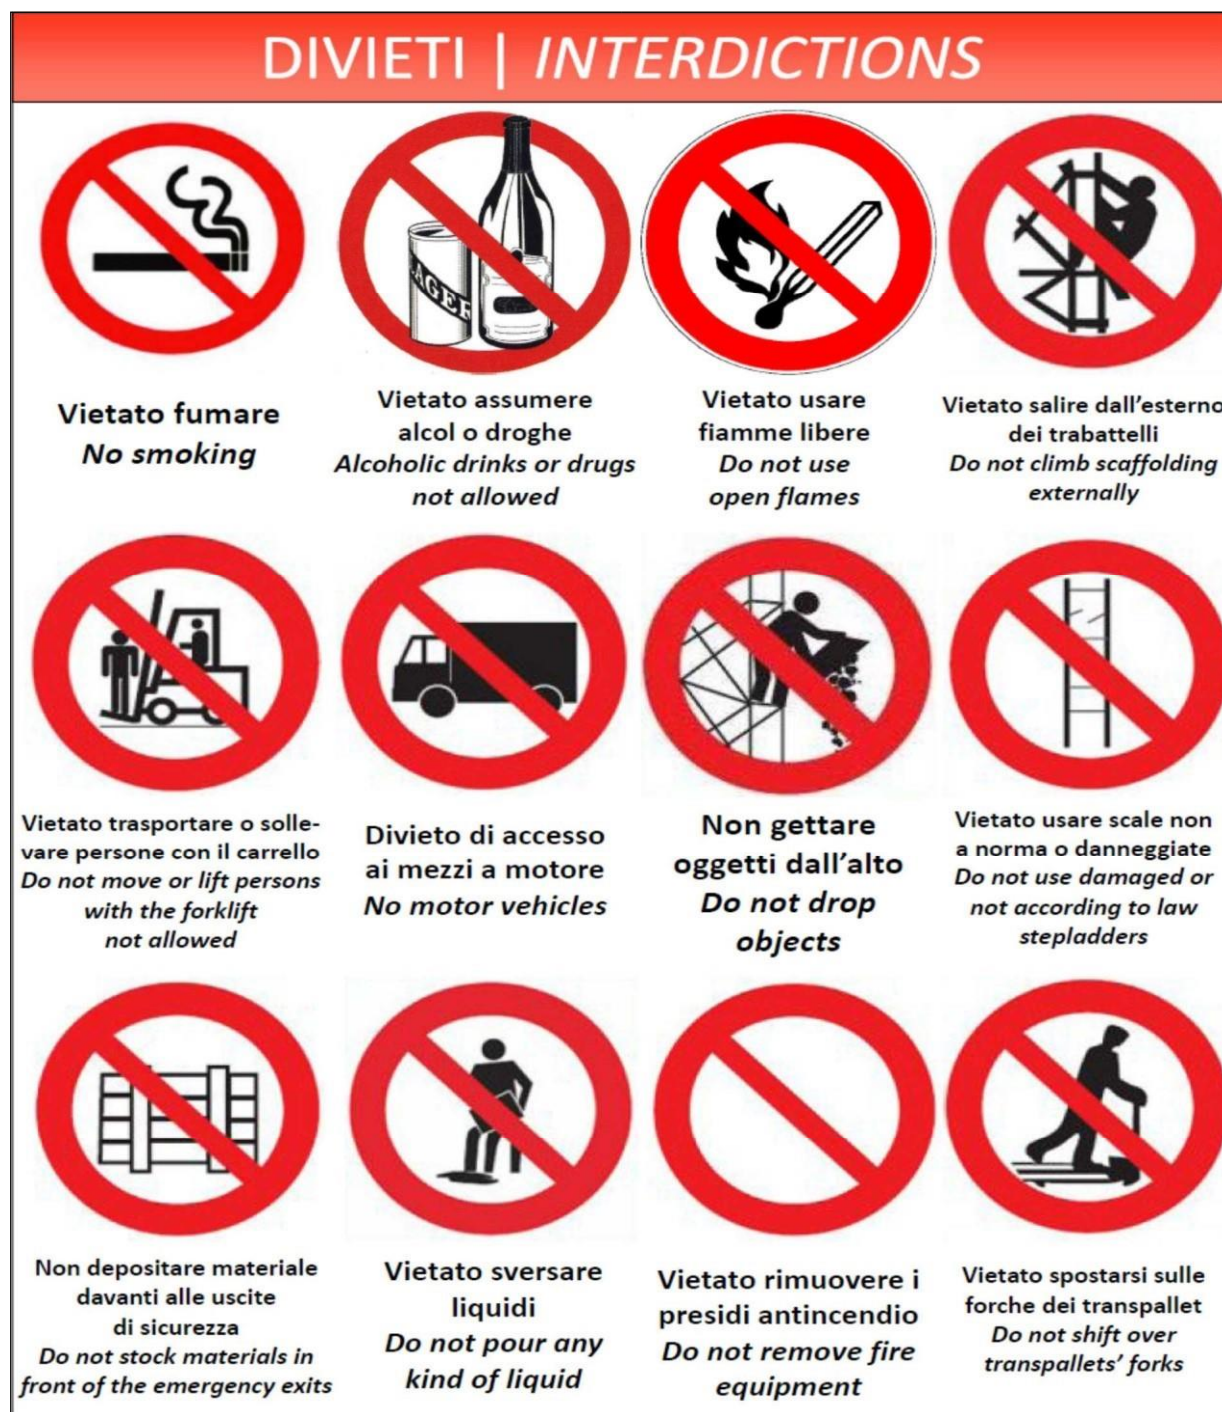 DIVIETI | INTERDICTIONS
LAGER
Vietato fumare
No smoking
Vietato assumere
alcol o droghe
Alcoholic drinks or drugs
not allowed
Vietato usare
fiamme libere
Do not use
open flames
Vietato salire dall’esterno
dei trabattelli
Do not climb scaffolding
externally
Vietato trasportare o solle-
vare persone con il carrello
Do not move or lift persons
with the forklift
not allowed
Divieto di accesso
ai mezzi a motore
No motor vehicles
Non gettare
oggetti dall’alto
Do not drop
objects
Vietato usare scale non
a norma o danneggiate
Do not use damaged or
not according to law
stepladders
Non depositare materiale
davanti alle uscite
di sicurezza
Do not stock materials in
front of the emergency exits
Vietato sversare
liquidi
Do not pour any
kind of liquid
Vietato rimuovere i
presidi antincendio
Do not remove fire
equipment
Vietato spostarsi sulle
forche dei transpallet
Do not shift over
transpallets’ forks